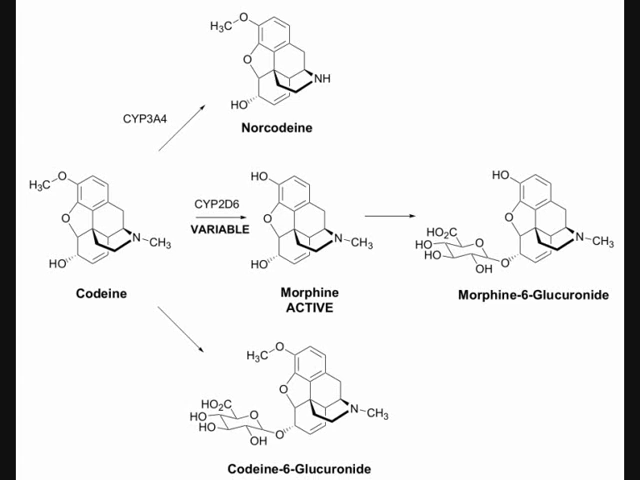 H₃C O
O
NH
HO
Norcodeine
CYP3A4
H₃C O
O
N CH₃
HO
Codeine
CYP2D6
VARIABLE
HO
O
N CH₃
HO
Morphine
ACTIVE
HO
O
N CH₃
HO₂C
HO O
HO
OH O
Morphine-6-Glucuronide
H₃C O
O
N CH₃
HO₂C
HO O
HO
OH O
Codeine-6-Glucuronide